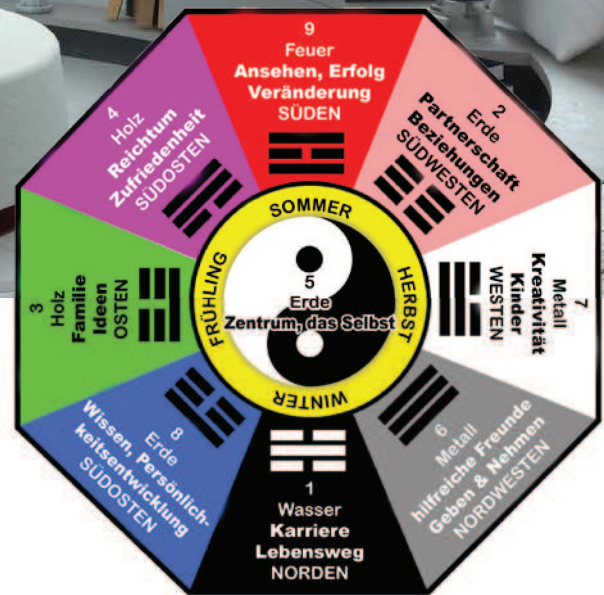 9
Feuer
Ansehen, Erfolg
Veränderung
SÜDEN
2
Erde
Partnerschaft
Beziehungen
SÜDWESTEN
7
Metall
Kreativität
Kinder
WESTEN
6
Metall
hilfreiche Freunde
Geben & Nehmen
NORDWESTEN
1
Wasser
Karriere
Lebensweg
NORDEN
8
Erde
Wissen, Persönlich-
keitsentwicklung
SÜDOSTEN
3
Holz
Familie
Ideen
OSTEN
4
Holz
Reichtum
Zufriedenheit
SÜDOSTEN
SOMMER
HERBST
WINTER
FRÜHLING
5
Erde
Zentrum, das Selbst